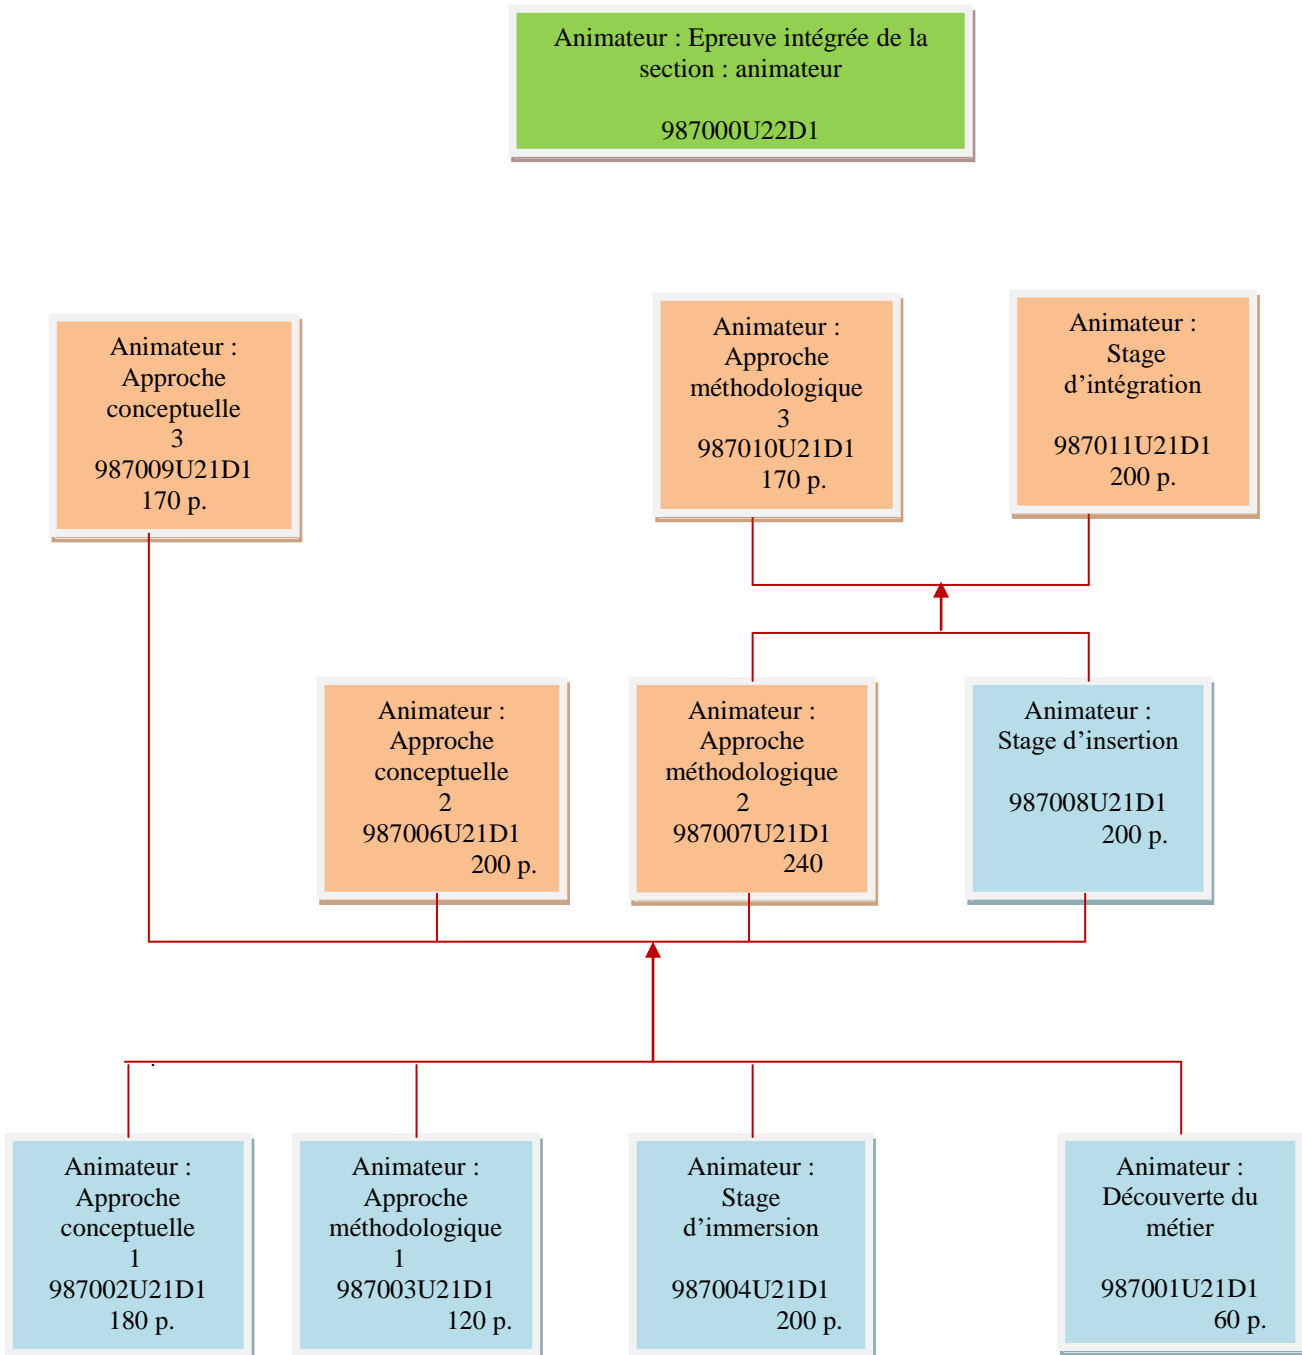 Animateur : Epreuve intégrée de la
section : animateur
987000U22D1
Animateur :
Approche
conceptuelle
3
987009U21D1
170 p.
Animateur :
Approche
méthodologique
3
987010U21D1
170 p.
Animateur :
Stage
d’intégration
987011U21D1
200 p.
Animateur :
Approche
conceptuelle
2
987006U21D1
200 p.
Animateur :
Approche
méthodologique
2
987007U21D1
240
Animateur :
Stage d’insertion
987008U21D1
200 p.
.
Animateur :
Approche
conceptuelle
1
987002U21D1
180 p.
Animateur :
Approche
méthodologique
1
987003U21D1
120 p.
Animateur :
Stage
d’immersion
987004U21D1
200 p.
Animateur :
Découverte du
métier
987001U21D1
60 p.